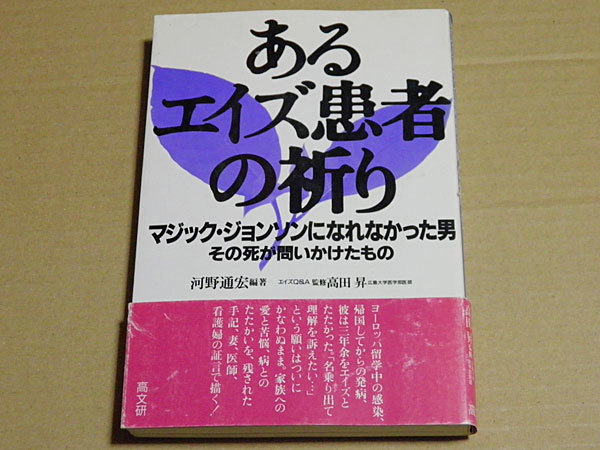 ある
エイズ患者
の祈り
マジック・ジョンソンになれなかった男
その死が問いかけたもの
河野通宏編著 エイズQ&A 監修高田 昇広島大学医学部医師
ヨーロッパ留学中の感染、
帰国してからの発病、
彼は三年余をエイズと
たたかった。「名乗り出て
理解を訴えたい…」
という願いはついに
かなわぬまま。家族への
愛と苦悩、病との
たたかいを、残された
手記、妻、医師、
看護婦の証言で描く！
高文研